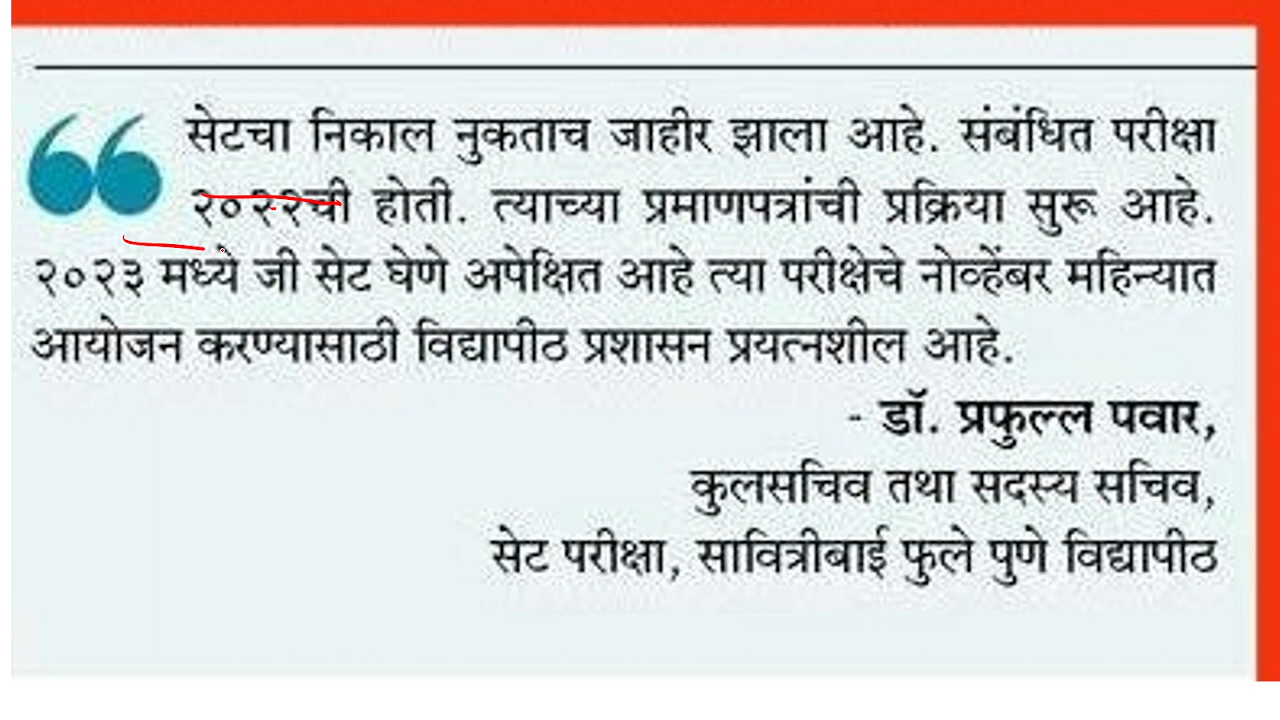 सेटचा निकाल नुकताच जाहीर झाला आहे. संबंधित परीक्षा
२०२२ची होती. त्याच्या प्रमाणपत्रांची प्रक्रिया सुरू आहे.
२०२३ मध्ये जी सेट घेणे अपेक्षित आहे त्या परीक्षेचे नोव्हेंबर महिन्यात
आयोजन करण्यासाठी विद्यापीठ प्रशासन प्रयत्नशील आहे.
- डॉ. प्रफुल्ल पवार,
कुलसचिव तथा सदस्य सचिव,
सेट परीक्षा, सावित्रीबाई फुले पुणे विद्यापीठ